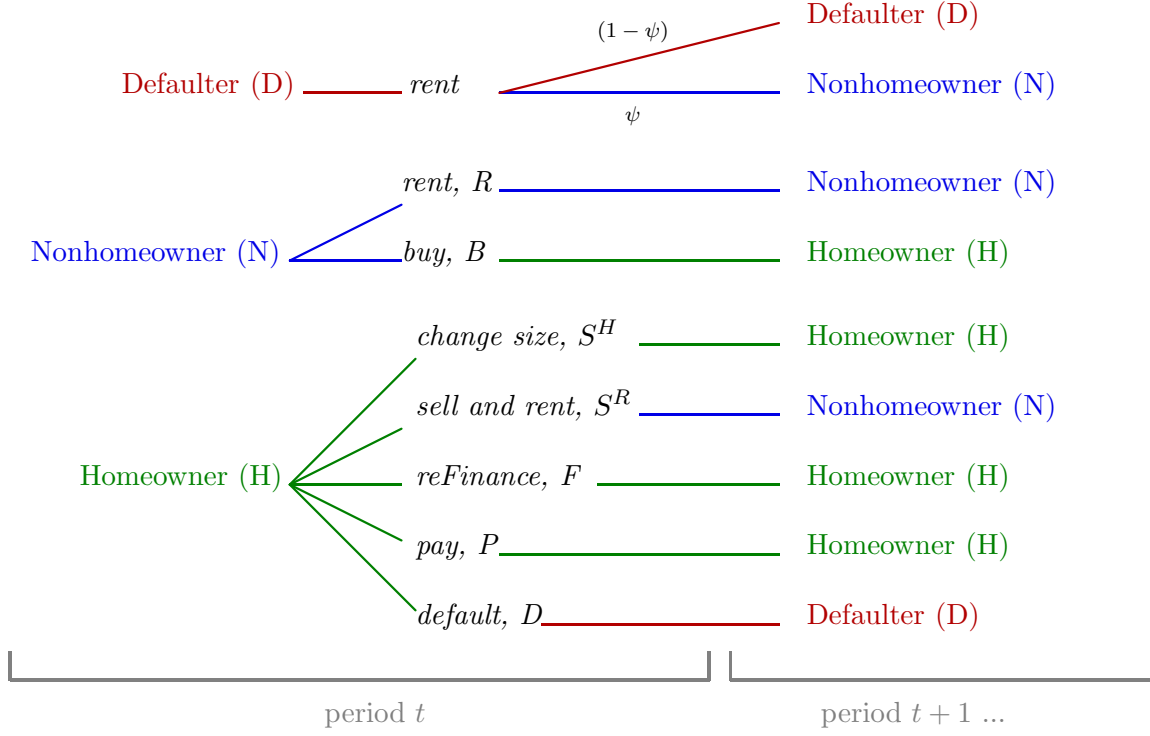 Defaulter (D)
(1 − ψ)
Defaulter (D) rent Nonhomeowner (N)
ψ
rent, R Nonhomeowner (N)
Nonhomeowner (N) buy, B Homeowner (H)
change size, S^H Homeowner (H)
sell and rent, S^R Nonhomeowner (N)
Homeowner (H) reFinance, F Homeowner (H)
pay, P Homeowner (H)
default, D Defaulter (D)
period t period t + 1 ...